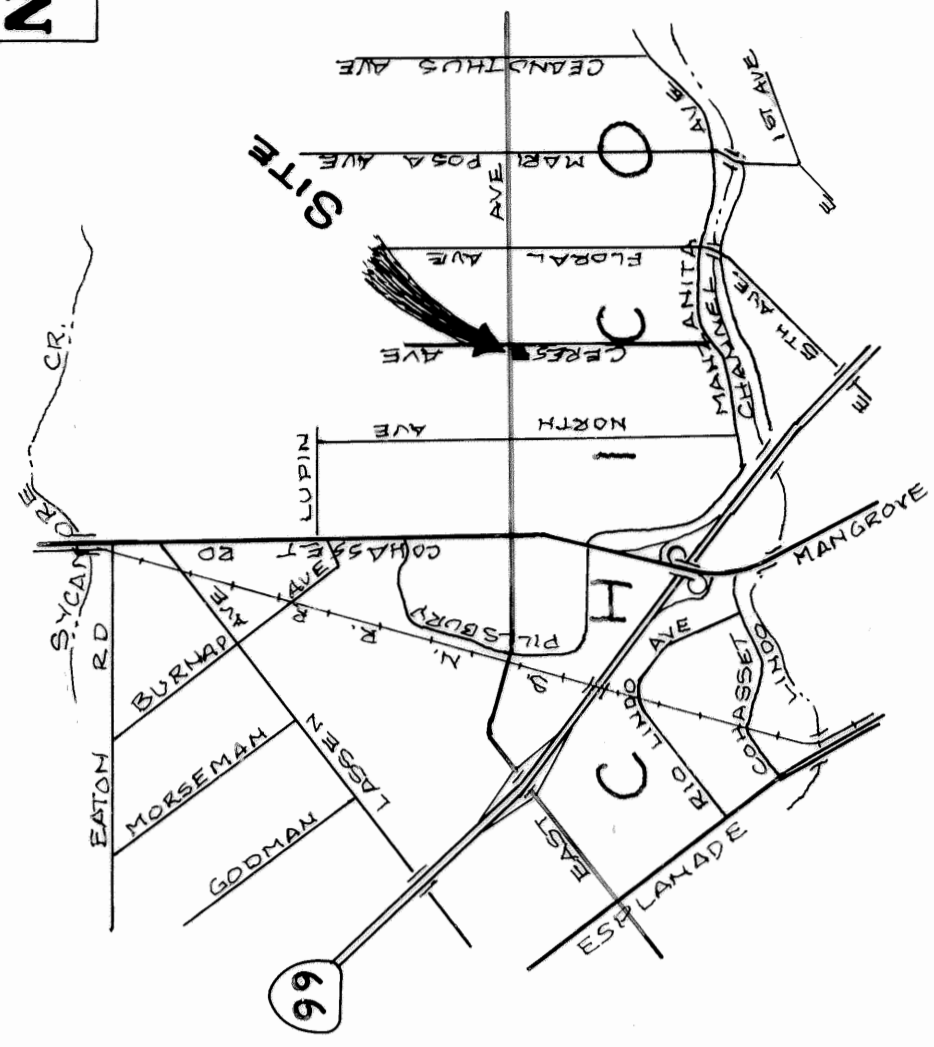 N
CEANOTHUS AVE
MARIPOSA AVE
FLORAL AVE
CERES AVE
NORTH AVE
SITE
AVE
MANZANITA AVE
CHANNEL
1ST AVE
E
5TH AVE
E
LUPIN
SYCAMORE CR.
COHASSET RD
PILLSBURY
MANGROVE
CHICO
EATON RD
BURNAP AVE
MORSEMAN
GODMAN
LASSEN AVE
S. N. R.R.
RIO LINDO AVE
COHASSET
LINDO
ESPLANADE
EAST
99